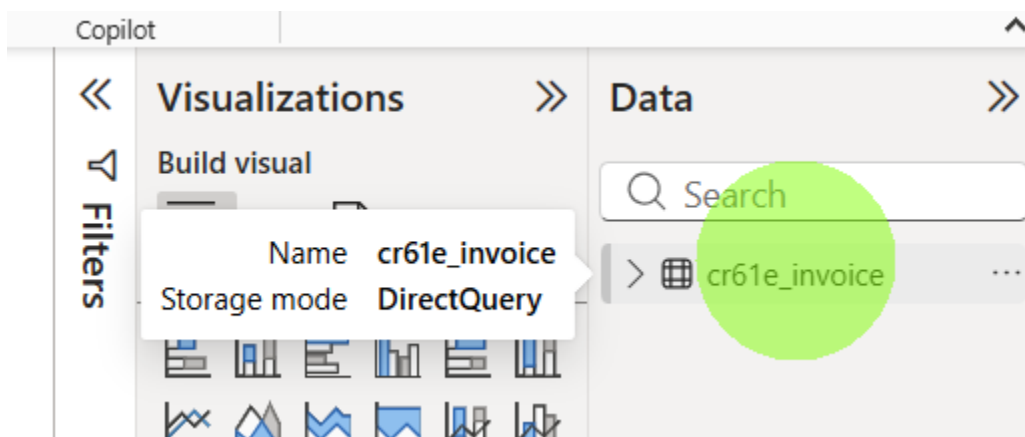 Copilot
Visualizations
Data
Build visual
Search
Filters
Name cr61e_invoice
Storage mode DirectQuery
cr61e_invoice